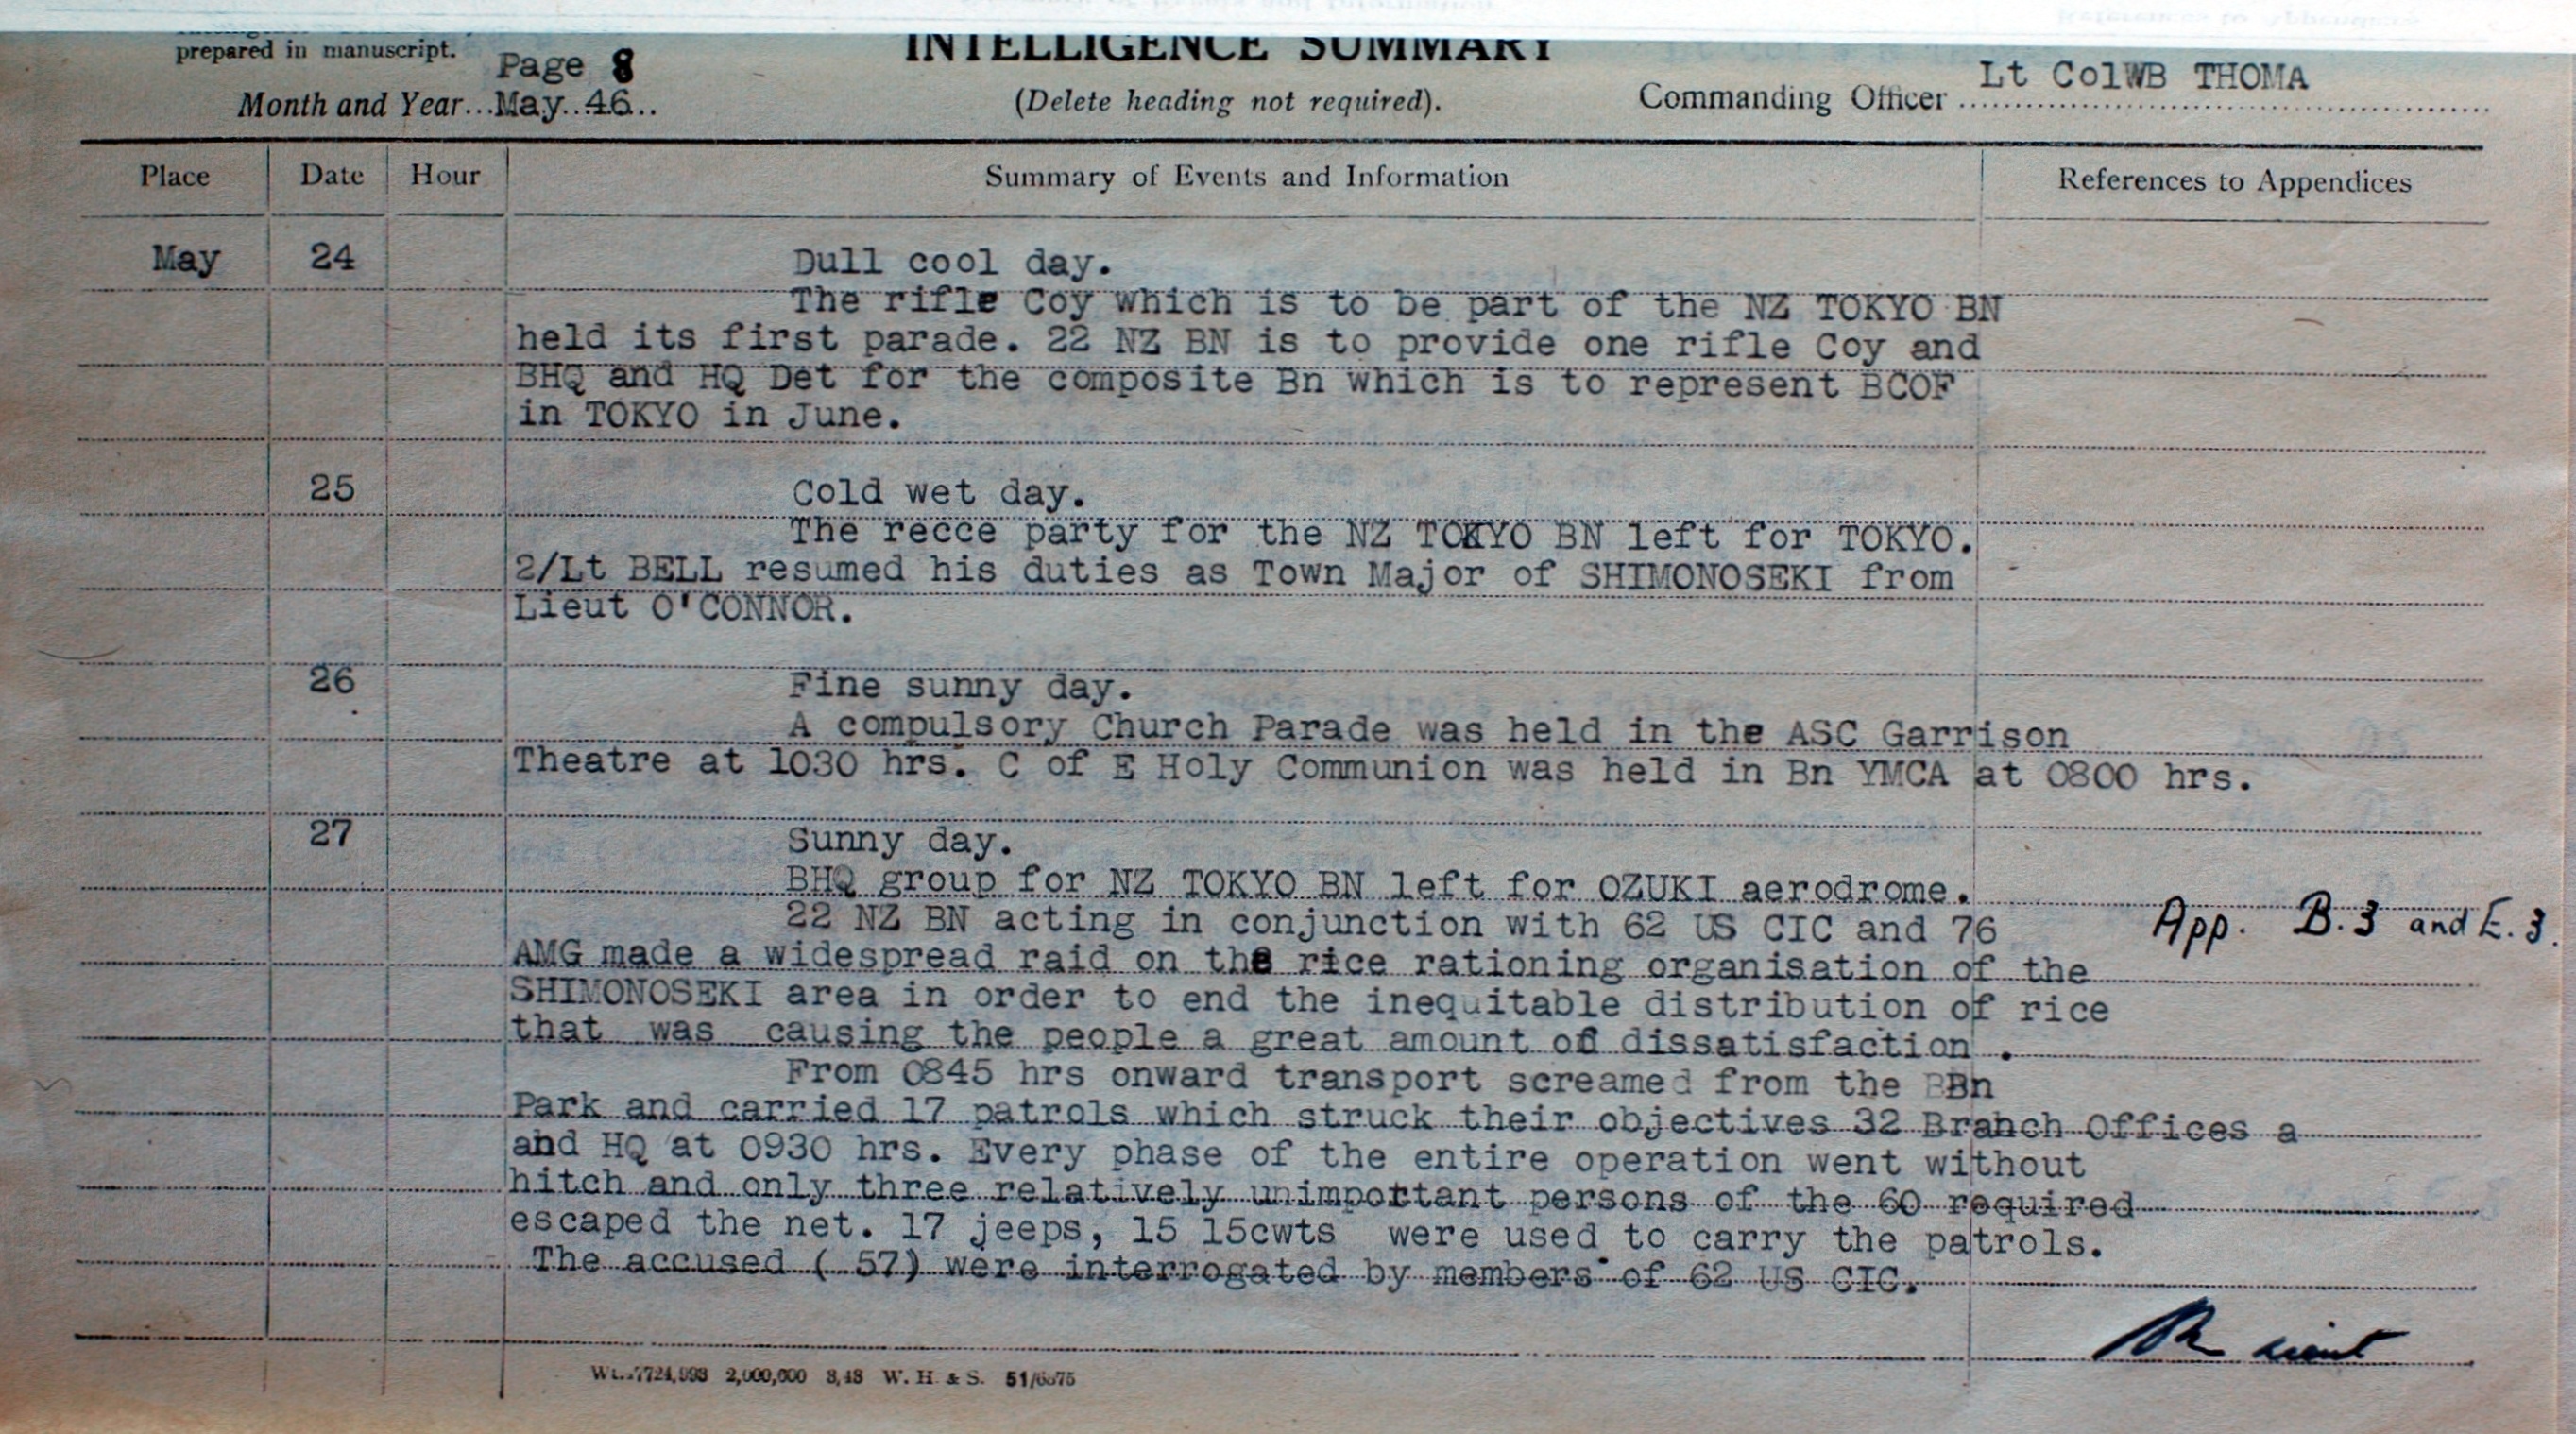 prepared in manuscript.
Page 8
INTELLIGENCE SUMMARY
Month and Year...May..46..
(Delete heading not required).
Commanding Officer Lt ColWB THOMA
Place Date Hour Summary of Events and Information References to Appendices
May 24 Dull cool day.
The rifle Coy which is to be part of the NZ TOKYO BN
held its first parade. 22 NZ BN is to provide one rifle Coy and
BHQ and HQ Det for the composite Bn which is to represent BCOF
in TOKYO in June.
25 Cold wet day.
The recce party for the NZ TOKYO BN left for TOKYO.
2/Lt BELL resumed his duties as Town Major of SHIMONOSEKI from
Lieut O'CONNOR.
26 Fine sunny day.
A compulsory Church Parade was held in the ASC Garrison
Theatre at 1030 hrs. C of E Holy Communion was held in Bn YMCA at 0800 hrs.
27 Sunny day.
BHQ group for NZ TOKYO BN left for OZUKI aerodrome.
22 NZ BN acting in conjunction with 62 US CIC and 76 App. B.3 and E.3.
AMG made a widespread raid on the rice rationing organisation of the
SHIMONOSEKI area in order to end the inequitable distribution of rice
that was causing the people a great amount of dissatisfaction .
From 0845 hrs onward transport screamed from the BBn
Park and carried 17 patrols which struck their objectives 32 Branch Offices a
and HQ at 0930 hrs. Every phase of the entire operation went without
hitch and only three relatively unimportant persons of the 60 required
escaped the net. 17 jeeps, 15 15cwts were used to carry the patrols.
The accused ( 57) were interrogated by members of 62 US CIC.
2,000,000 W. H. & S.